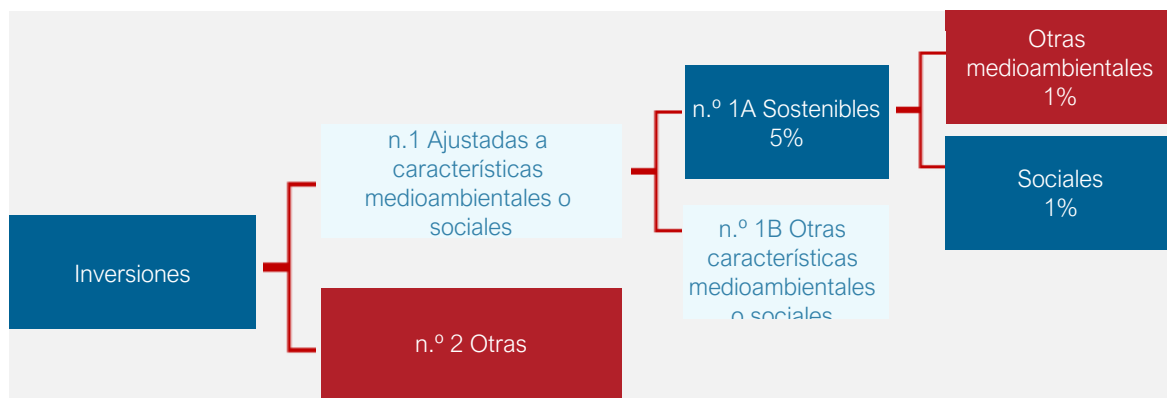 Inversiones
n.1 Ajustadas a
características
medioambientales o
sociales
n.º 2 Otras
n.º 1A Sostenibles
5%
n.º 1B Otras
características
medioambientales
o sociales
Otras
medioambientales
1%
Sociales
1%